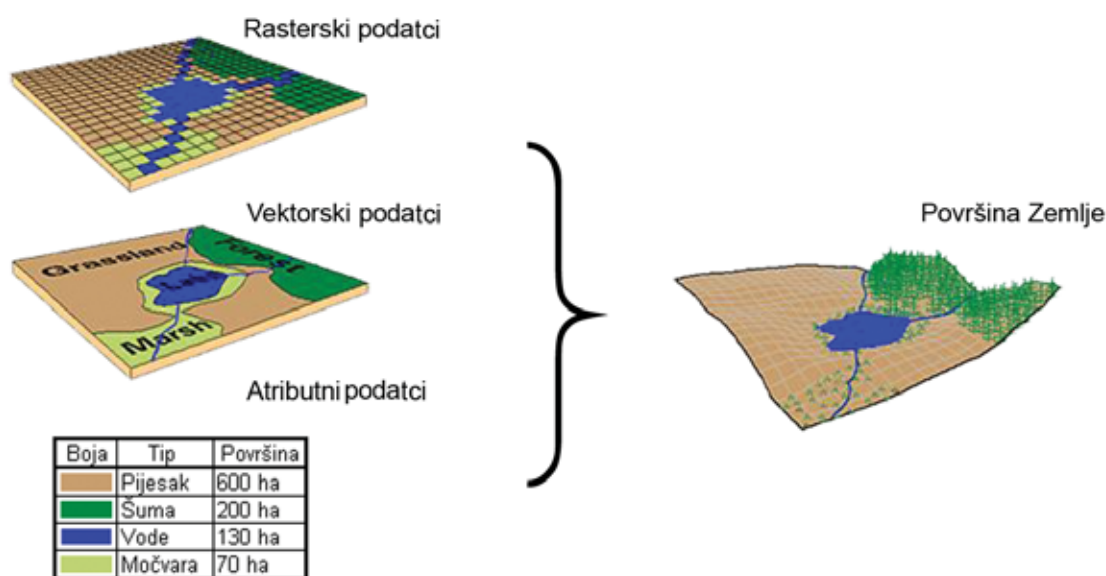 Rasterski podatci
Vektorski podatci
Grassland
Forest
Lake
Marsh
Površina Zemlje
Atributni podatci
Boja Tip Površina
Pijesak 600 ha
Šuma 200 ha
Vode 130 ha
Močvara 70 ha